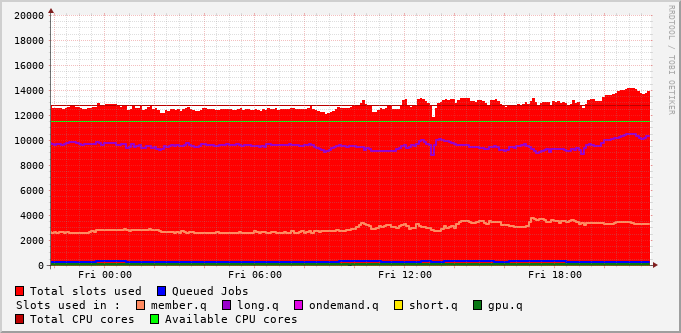 RRDTOOL / TOBI OETIKER
20000
18000
16000
14000
12000
10000
8000
6000
4000
2000
0
Fri 00:00 Fri 06:00 Fri 12:00 Fri 18:00
Total slots used Queued Jobs
Slots used in : member.q long.q ondemand.q short.q gpu.q
Total CPU cores Available CPU cores